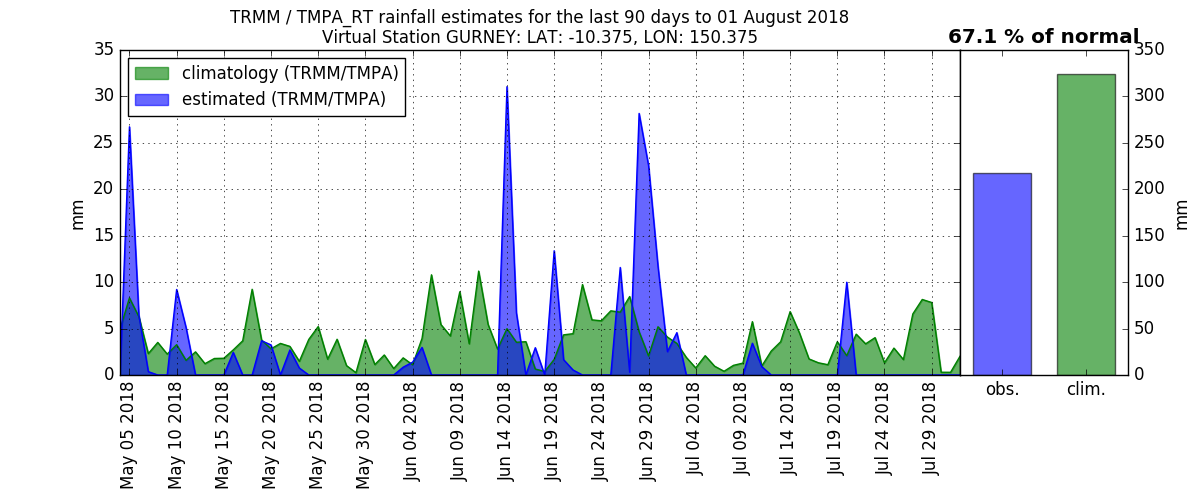 TRMM / TMPA_RT rainfall estimates for the last 90 days to 01 August 2018
Virtual Station GURNEY: LAT: -10.375, LON: 150.375
67.1 % of normal
climatology (TRMM/TMPA)
estimated (TRMM/TMPA)
mm
35
30
25
20
15
10
5
0
May 05 2018
May 10 2018
May 15 2018
May 20 2018
May 25 2018
May 30 2018
Jun 04 2018
Jun 09 2018
Jun 14 2018
Jun 19 2018
Jun 24 2018
Jun 29 2018
Jul 04 2018
Jul 09 2018
Jul 14 2018
Jul 19 2018
Jul 24 2018
Jul 29 2018
obs.
clim.
350
300
250
200
150
100
50
0
mm